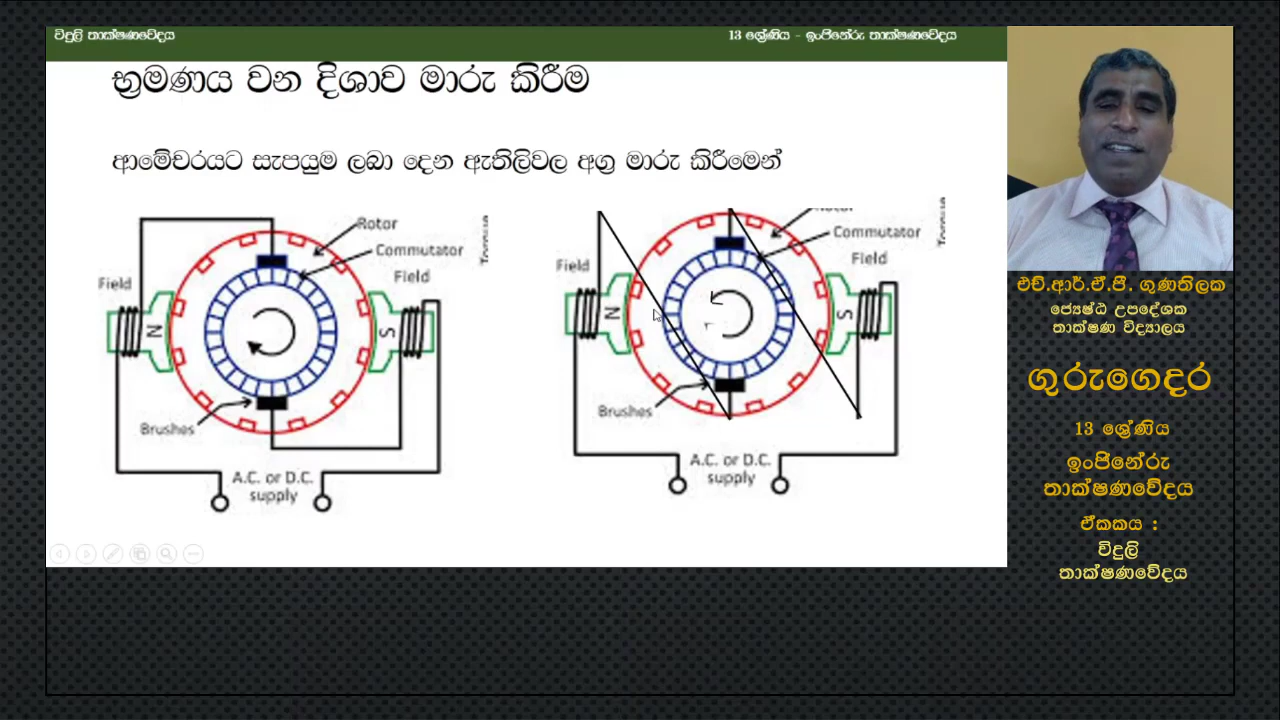 විදුලි තාක්ෂණවේදය
13 ශ්‍රේණිය - ඉංජිනේරු තාක්ෂණවේදය
භ්‍රමණය වන දිශාව මාරු කිරීම
ආමේචරයට සැපයුම ලබා දෙන ඇතිලිවල අග්‍ර මාරු කිරීමෙන්
Rotor
Commutator
Field
Field
N
S
Brushes
A.C. or D.C.
supply
Commutator
Field
Field
N
S
Brushes
A.C. or D.C.
supply
එච්.ආර්.ඒ.පී. ගුණතිලක
ජ්‍යෙෂ්ඨ උපදේශක
තාක්ෂණ විද්‍යාලය
ගුරුගෙදර
13 ශ්‍රේණිය
ඉංජිනේරු
තාක්ෂණවේදය
ඒකකය :
විදුලි
තාක්ෂණවේදය